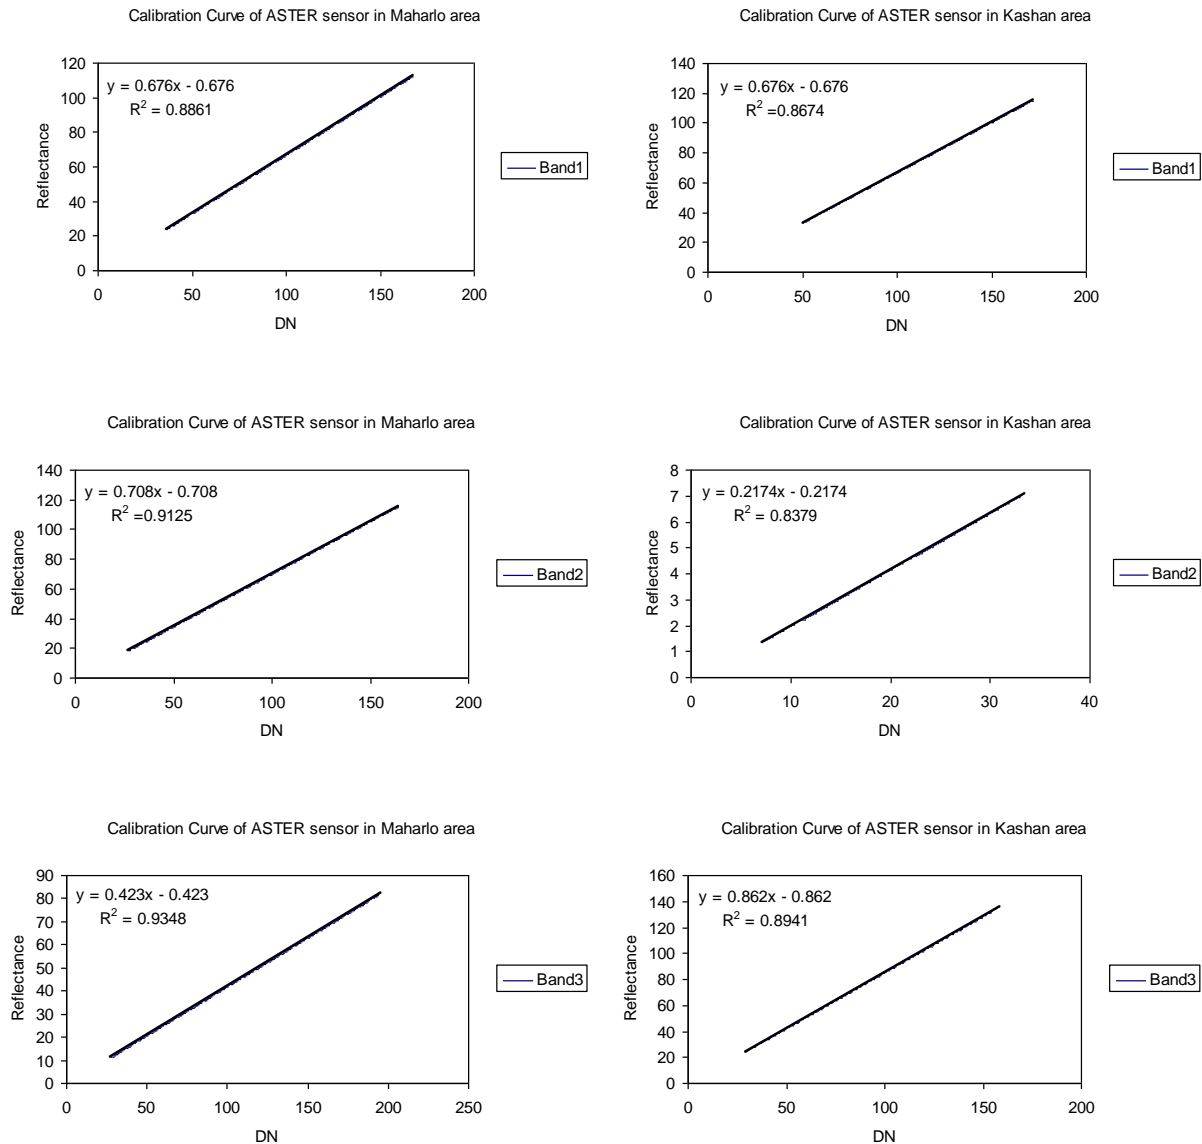 Calibration Curve of ASTER sensor in Maharlo area
y = 0.676x - 0.676
R² = 0.8861
120
100
80
60
40
20
0
Reflectance
0 50 100 150 200
DN
Band1
Calibration Curve of ASTER sensor in Kashan area
y = 0.676x - 0.676
R² =0.8674
140
120
100
80
60
40
20
0
Reflectance
0 50 100 150 200
DN
Band1
Calibration Curve of ASTER sensor in Maharlo area
y = 0.708x - 0.708
R² =0.9125
140
120
100
80
60
40
20
0
Reflectance
0 50 100 150 200
DN
Band2
Calibration Curve of ASTER sensor in Kashan area
y = 0.2174x - 0.2174
R² = 0.8379
8
7
6
5
4
3
2
1
0
Reflectance
0 10 20 30 40
DN
Band2
Calibration Curve of ASTER sensor in Maharlo area
y = 0.423x - 0.423
R² = 0.9348
90
80
70
60
50
40
30
20
10
0
Reflectance
0 50 100 150 200 250
DN
Band3
Calibration Curve of ASTER sensor in Kashan area
y = 0.862x - 0.862
R² = 0.8941
160
140
120
100
80
60
40
20
0
Reflectance
0 50 100 150 200
DN
Band3